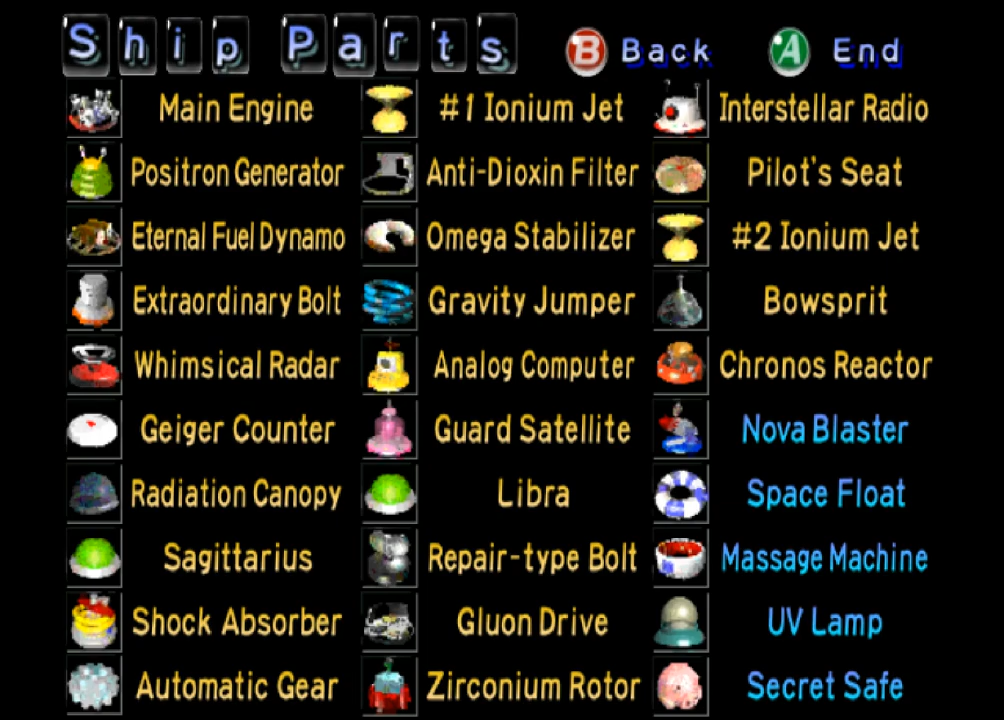 Ship Parts B Back A End
Main Engine #1 Ionium Jet Interstellar Radio
Positron Generator Anti-Dioxin Filter Pilot's Seat
Eternal Fuel Dynamo Omega Stabilizer #2 Ionium Jet
Extraordinary Bolt Gravity Jumper Bowsprit
Whimsical Radar Analog Computer Chronos Reactor
Geiger Counter Guard Satellite Nova Blaster
Radiation Canopy Libra Space Float
Sagittarius Repair-type Bolt Massage Machine
Shock Absorber Gluon Drive UV Lamp
Automatic Gear Zirconium Rotor Secret Safe